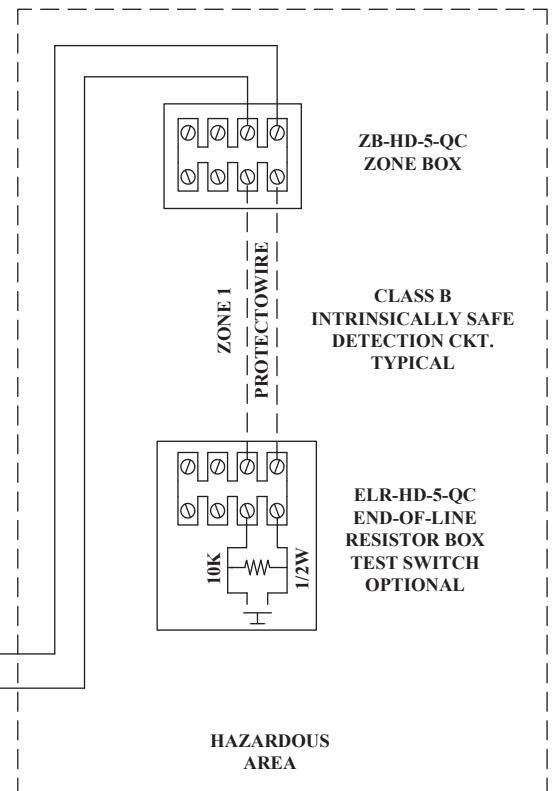 ZB-HD-5-QC
ZONE BOX
ZONE 1
PROTECTOWIRE
CLASS B
INTRINSICALLY SAFE
DETECTION CKT.
TYPICAL
ELR-HD-5-QC
END-OF-LINE
RESISTOR BOX
TEST SWITCH
OPTIONAL
10K
1/2W
HAZARDOUS
AREA